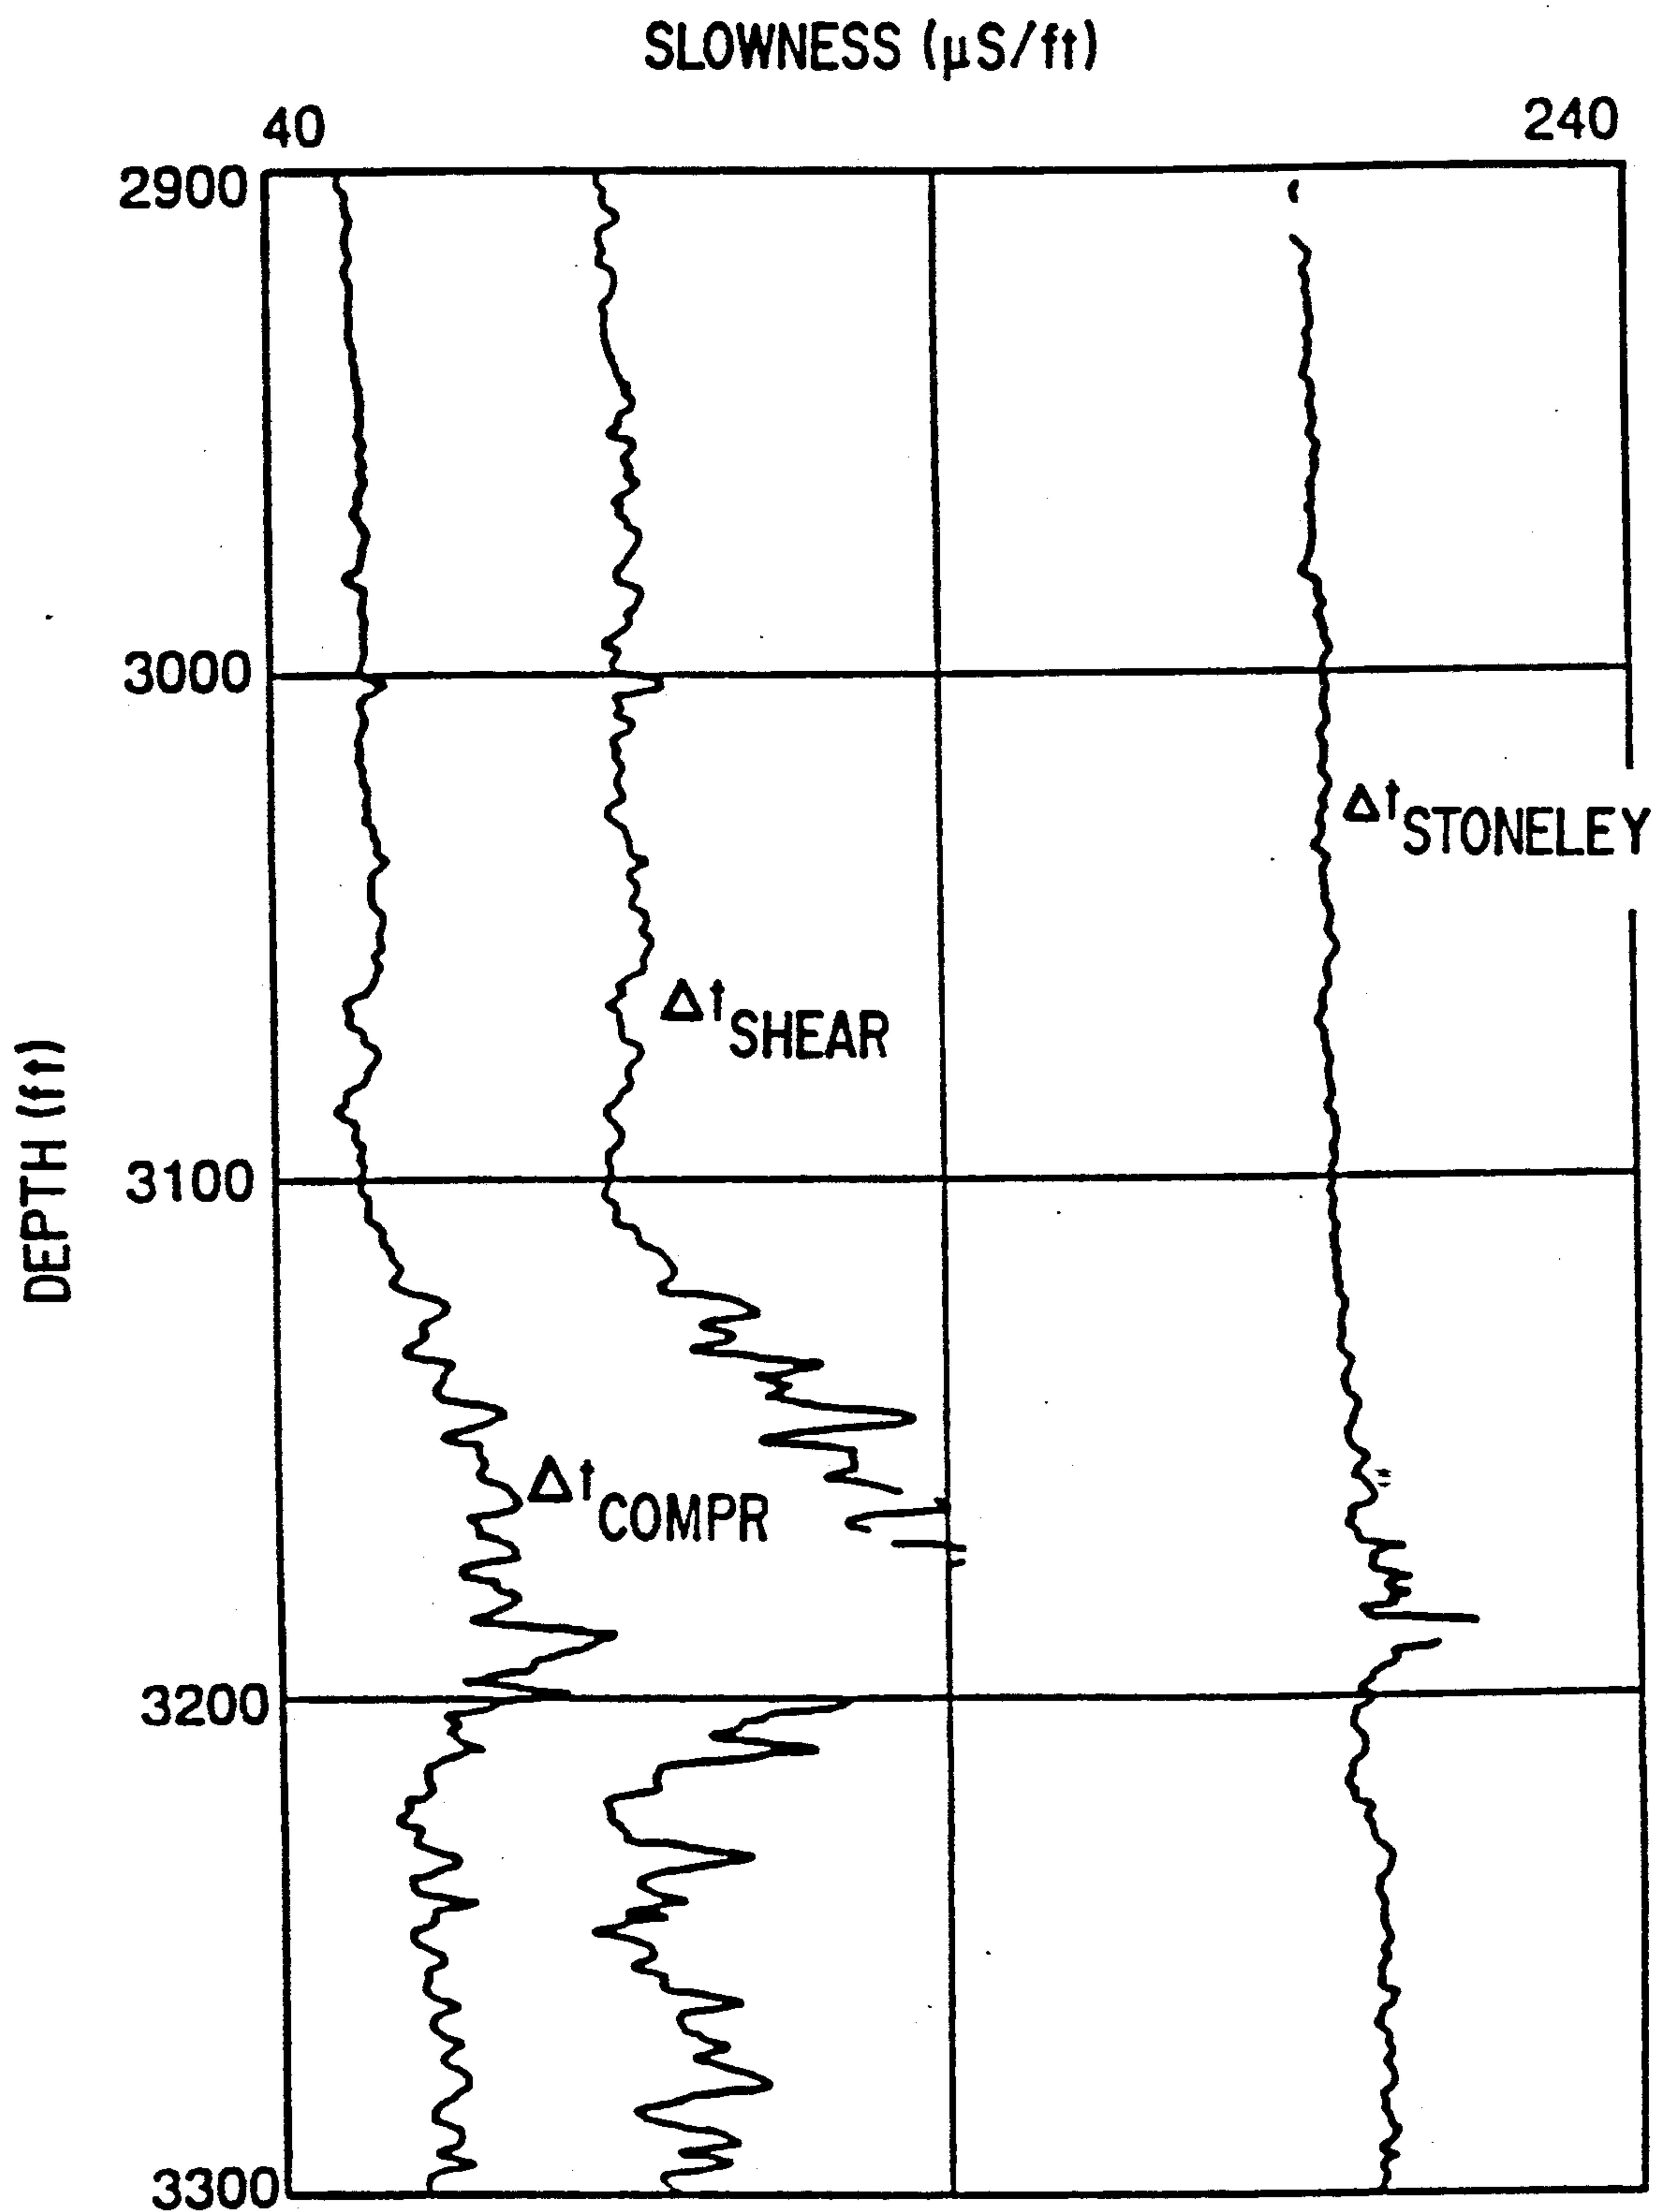 SLOWNESS (μS/ft)
40 240
2900
3000
Δt STONELEY
Δt SHEAR
DEPTH (ft)
3100
Δt COMPR
3200
3300